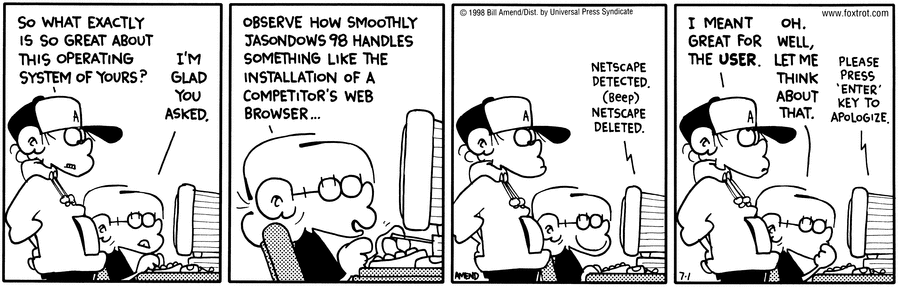 SO WHAT EXACTLY
IS SO GREAT ABOUT
THIS OPERATING
SYSTEM OF YOURS?
I'M
GLAD
YOU
ASKED.
A
OBSERVE HOW SMOOTHLY
JASONDOWS 98 HANDLES
SOMETHING LIKE THE
INSTALLATION OF A
COMPETITOR'S WEB
BROWSER...
© 1998 Bill Amend/Dist. by Universal Press Syndicate
NETSCAPE
DETECTED.
(BEEP)
NETSCAPE
DELETED.
A
AMEND
www.foxtrot.com
I MEANT
GREAT FOR
THE USER.
OH.
WELL,
LET ME
THINK
ABOUT
THAT.
PLEASE
PRESS
'ENTER'
KEY TO
APOLOGIZE.
A
7-1